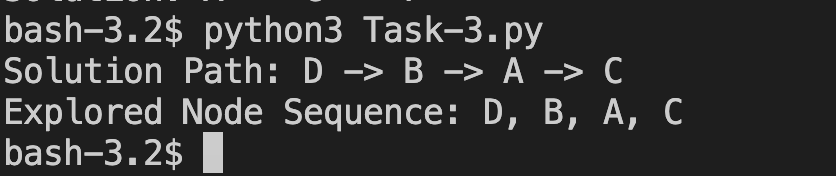 bash-3.2$ python3 Task-3.py
Solution Path: D -> B -> A -> C
Explored Node Sequence: D, B, A, C
bash-3.2$